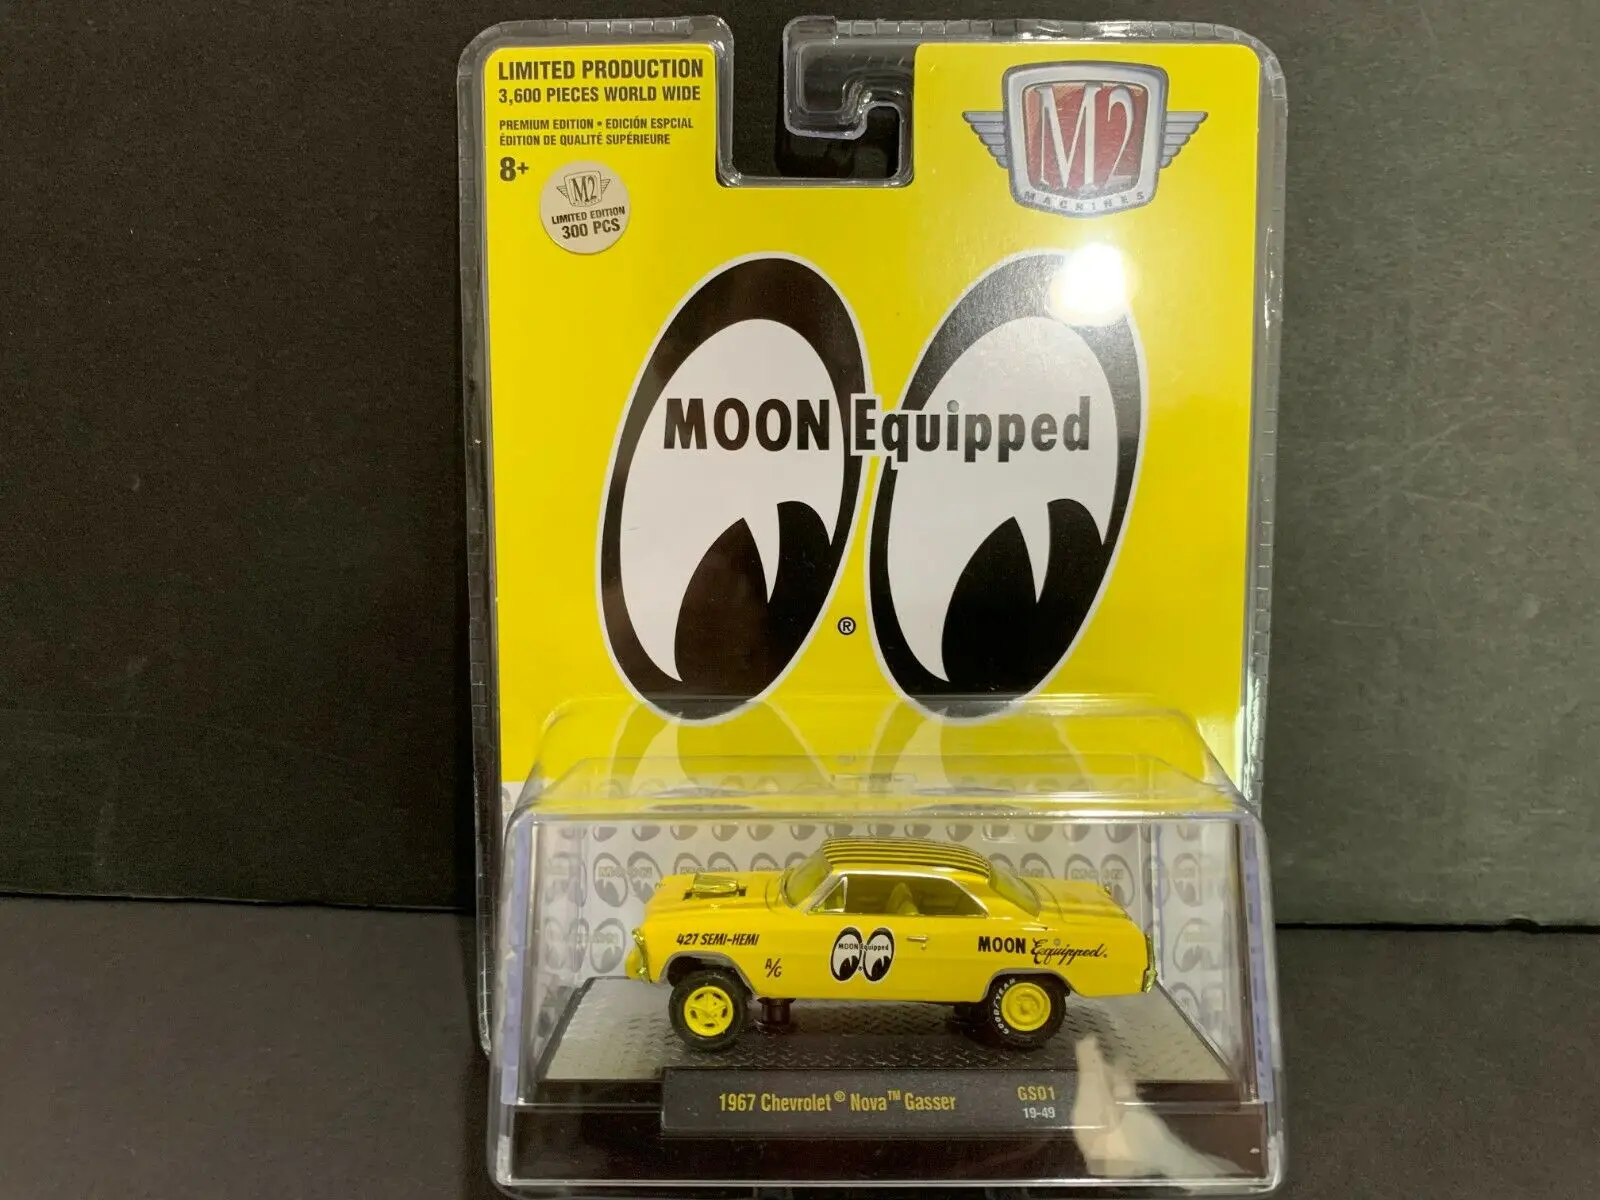 LIMITED PRODUCTION
3,600 PIECES WORLD WIDE
PREMIUM EDITION • EDICIÓN ESPCIAL
ÉDITION DE QUALITÉ SUPÉRIEURE
8+
M2
LIMITED EDITION
300 PCS
M2
MACHINES
MOON Equipped
®
427 SEMI-HEMI
A/G
MOON Equipped
MOON Equipped.
GOODYEAR
1967 Chevrolet® Nova™ Gasser
GS01
19-49